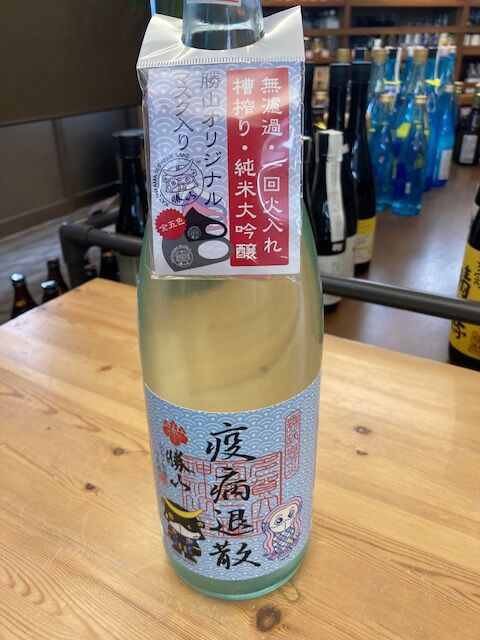 無濾過・一回火入れ
槽搾り・純米大吟醸
勝山オリジナル
マスク入り
全五色
勝山
疫病退散